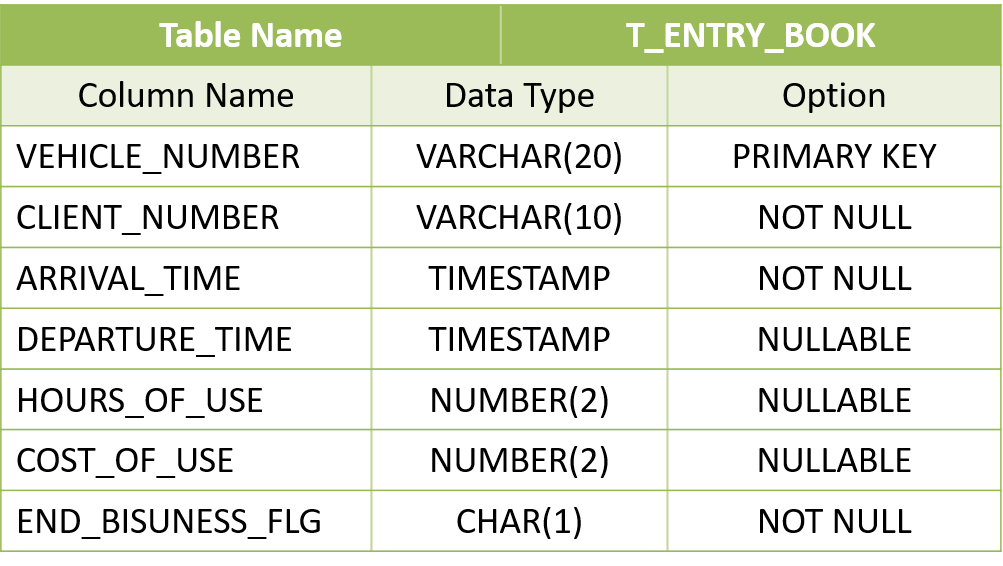 Table Name T_ENTRY_BOOK
Column Name Data Type Option
VEHICLE_NUMBER VARCHAR(20) PRIMARY KEY
CLIENT_NUMBER VARCHAR(10) NOT NULL
ARRIVAL_TIME TIMESTAMP NOT NULL
DEPARTURE_TIME TIMESTAMP NULLABLE
HOURS_OF_USE NUMBER(2) NULLABLE
COST_OF_USE NUMBER(2) NULLABLE
END_BISUNESS_FLG CHAR(1) NOT NULL